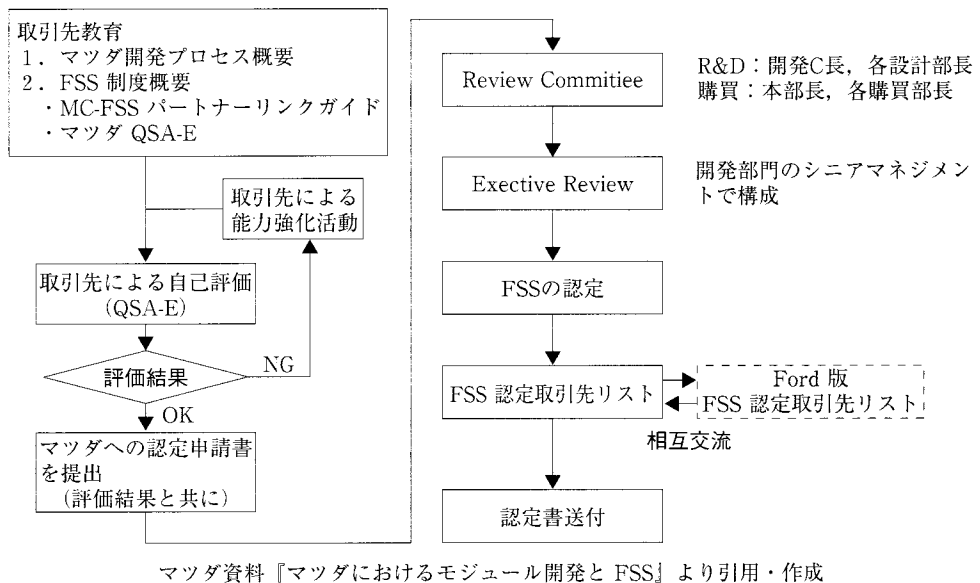 取引先教育
1．マツダ開発プロセス概要
2．FSS 制度概要
・MC-FSS パートナーリンクガイド
・マツダ QSA-E
取引先による
能力強化活動
取引先による自己評価
(QSA-E)
評価結果
NG
OK
マツダへの認定申請書
を提出
（評価結果と共に）
Review Commitiee
R&D：開発C長，各設計部長
購買：本部長，各購買部長
Exective Review
開発部門のシニアマネジメン
トで構成
FSSの認定
FSS 認定取引先リスト
Ford 版
FSS 認定取引先リスト
相互交流
認定書送付
マツダ資料『マツダにおけるモジュール開発と FSS』より引用・作成